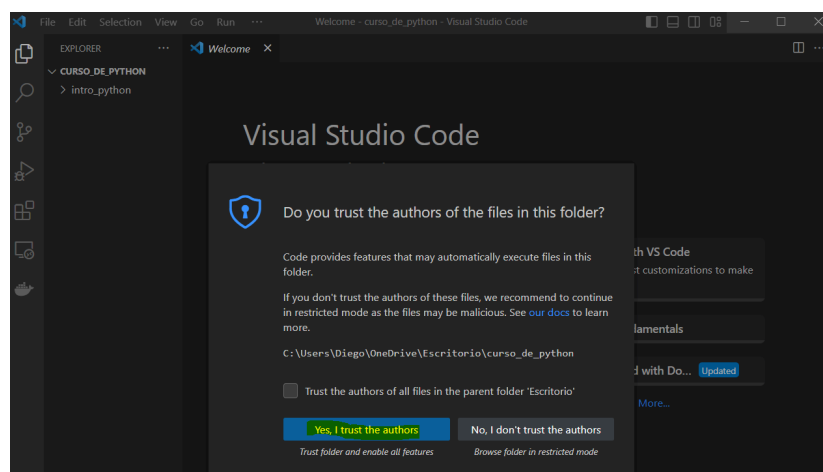 File Edit Selection View Go Run ··· Welcome - curso_de_python - Visual Studio Code
EXPLORER ···
Welcome
CURSO_DE_PYTHON
intro_python
Visual Studio Code
Do you trust the authors of the files in this folder?
Code provides features that may automatically execute files in this
folder.
If you don't trust the authors of these files, we recommend to continue
in restricted mode as the files may be malicious. See our docs to learn
more.
C:\Users\Diego\OneDrive\Escritorio\curso_de_python
Trust the authors of all files in the parent folder 'Escritorio'
Yes, I trust the authors
No, I don't trust the authors
Trust folder and enable all features
Browse folder in restricted mode
th VS Code
st customizations to make
lamentals
d with Do... Updated
More...